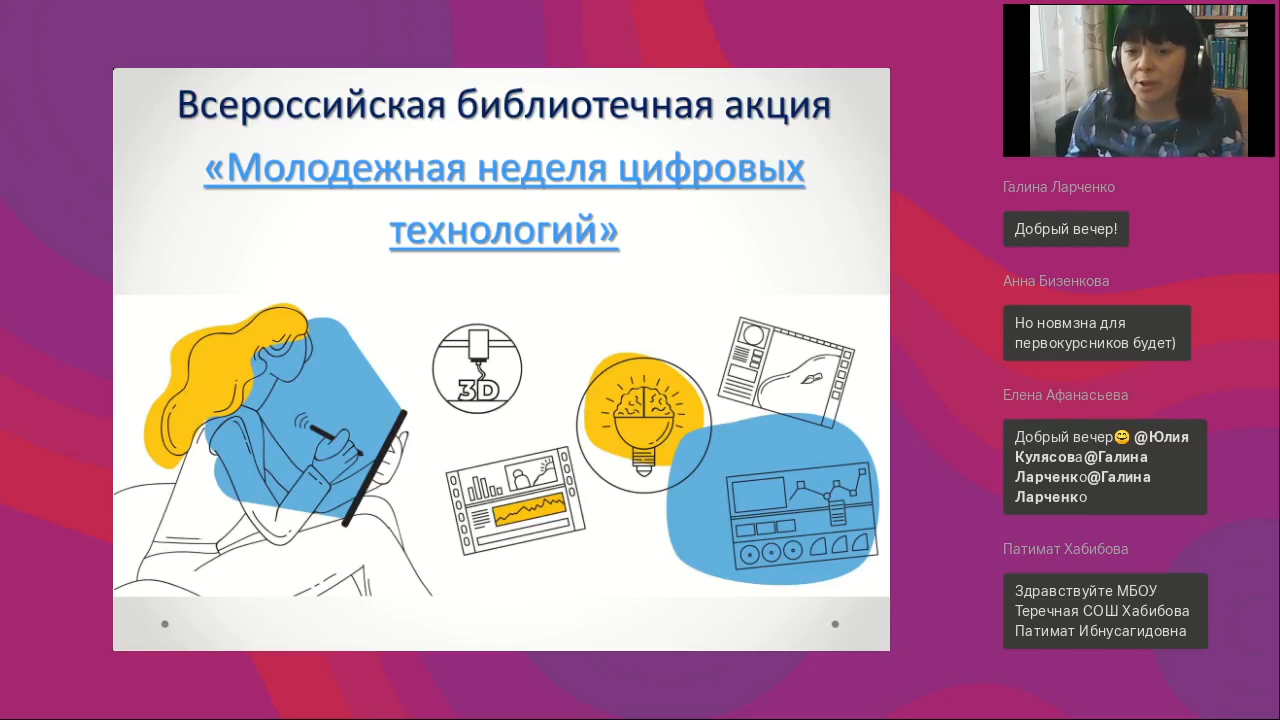 Всероссийская библиотечная акция
«Молодежная неделя цифровых
технологий»
3D
Галина Ларченко
Добрый вечер!
Анна Бизенкова
Но новмзна для
первокурсников будет)
Елена Афанасьева
Добрый вечер😊 @Юлия
Кулясова@Галина
Ларченко@Галина
Ларченко
Патимат Хабибова
Здравствуйте МБОУ
Теречная СОШ Хабибова
Патимат Ибнусагидовна